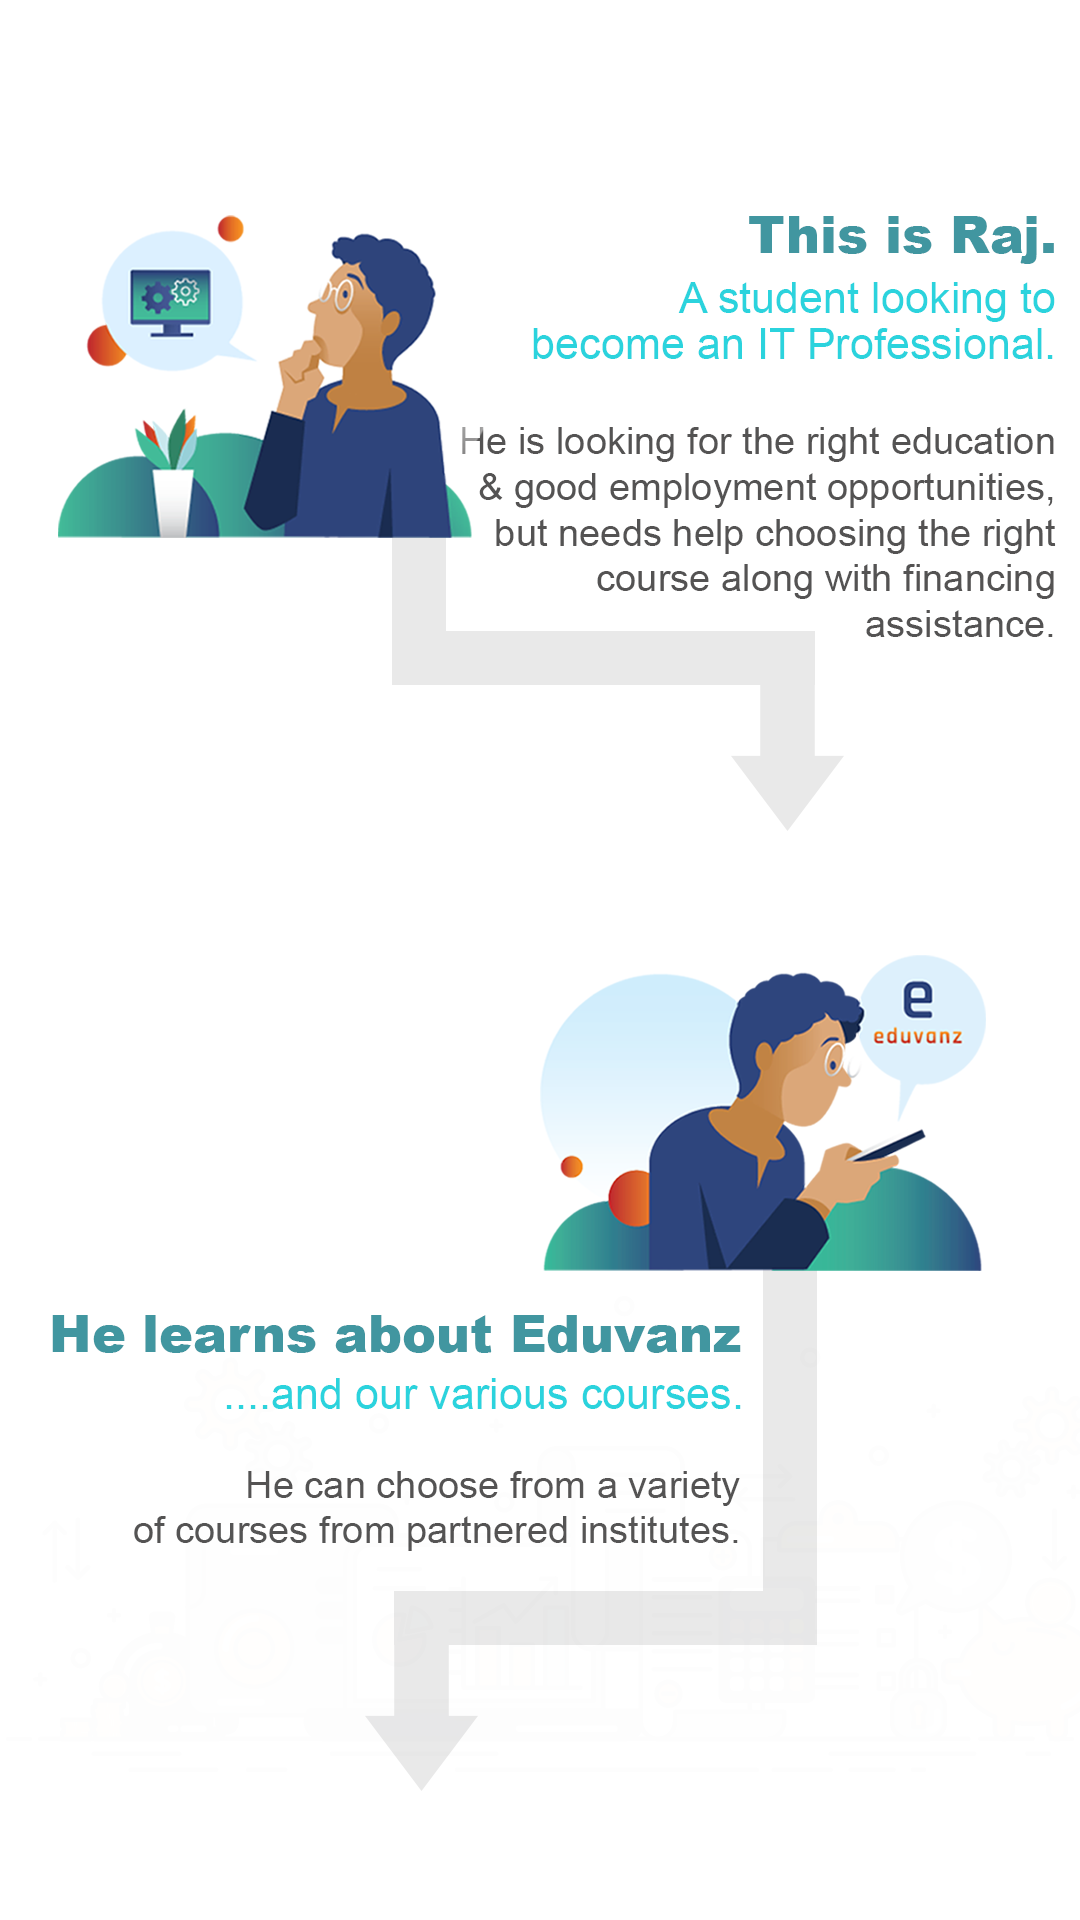 This is Raj.
A student looking to
become an IT Professional.
He is looking for the right education
& good employment opportunities,
but needs help choosing the right
course along with financing
assistance.
e
eduvanz
He learns about Eduvanz
....and our various courses.
He can choose from a variety
of courses from partnered institutes.